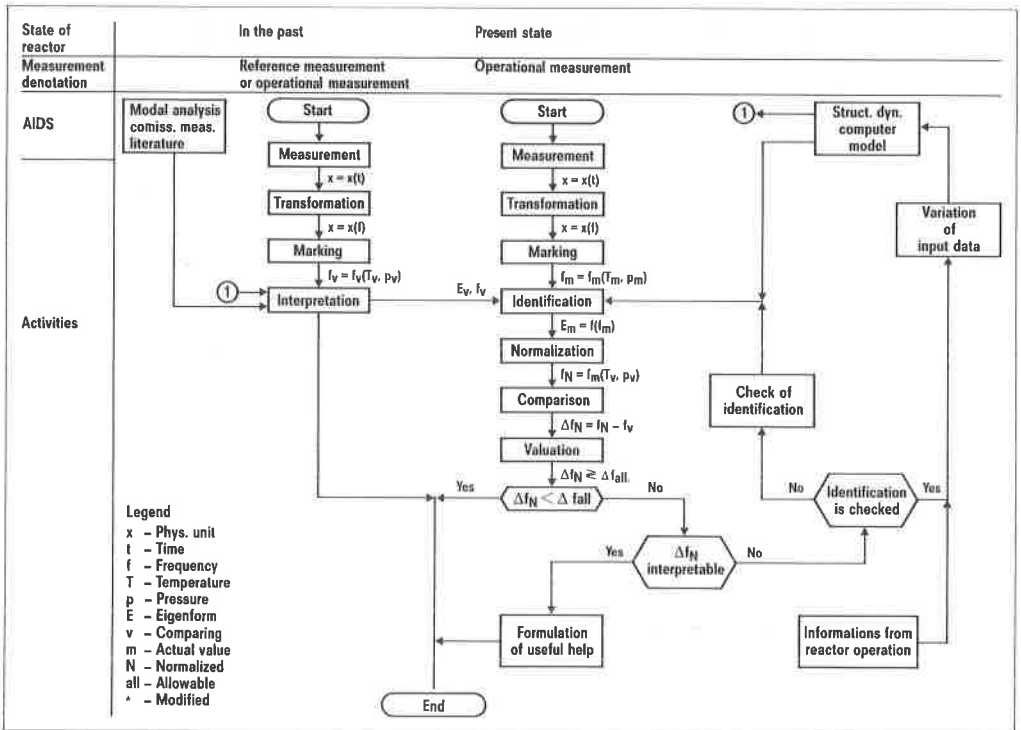 State of
reactor
In the past
Present state
Measurement
denotation
Reference measurement
or operational measurement
Operational measurement
AIDS
Modal analysis
comiss. meas.
literature
Start
Measurement
x = x(t)
Transformation
x = x(f)
Marking
fv = fv(Tv, pv)
1
Interpretation
Ev, fv
Start
Measurement
x = x(t)
Transformation
x = x(f)
Marking
fm = fm(Tm, pm)
Identification
Em = f(fm)
Normalization
fN = fm(Tv, pv)
Comparison
ΔfN = fN – fv
Valuation
ΔfN ≷ Δfall.
Yes
ΔfN < Δ fall
No
1
Struct. dyn.
computer
model
Variation
of
input data
Check of
identification
No
Identification
is checked
Yes
Yes
ΔfN
interpretable
No
Formulation
of useful help
Informations from
reactor operation
End
Activities
Legend
x – Phys. unit
t – Time
f – Frequency
T – Temperature
p – Pressure
E – Eigenform
v – Comparing
m – Actual value
N – Normalized
all – Allowable
* – Modified